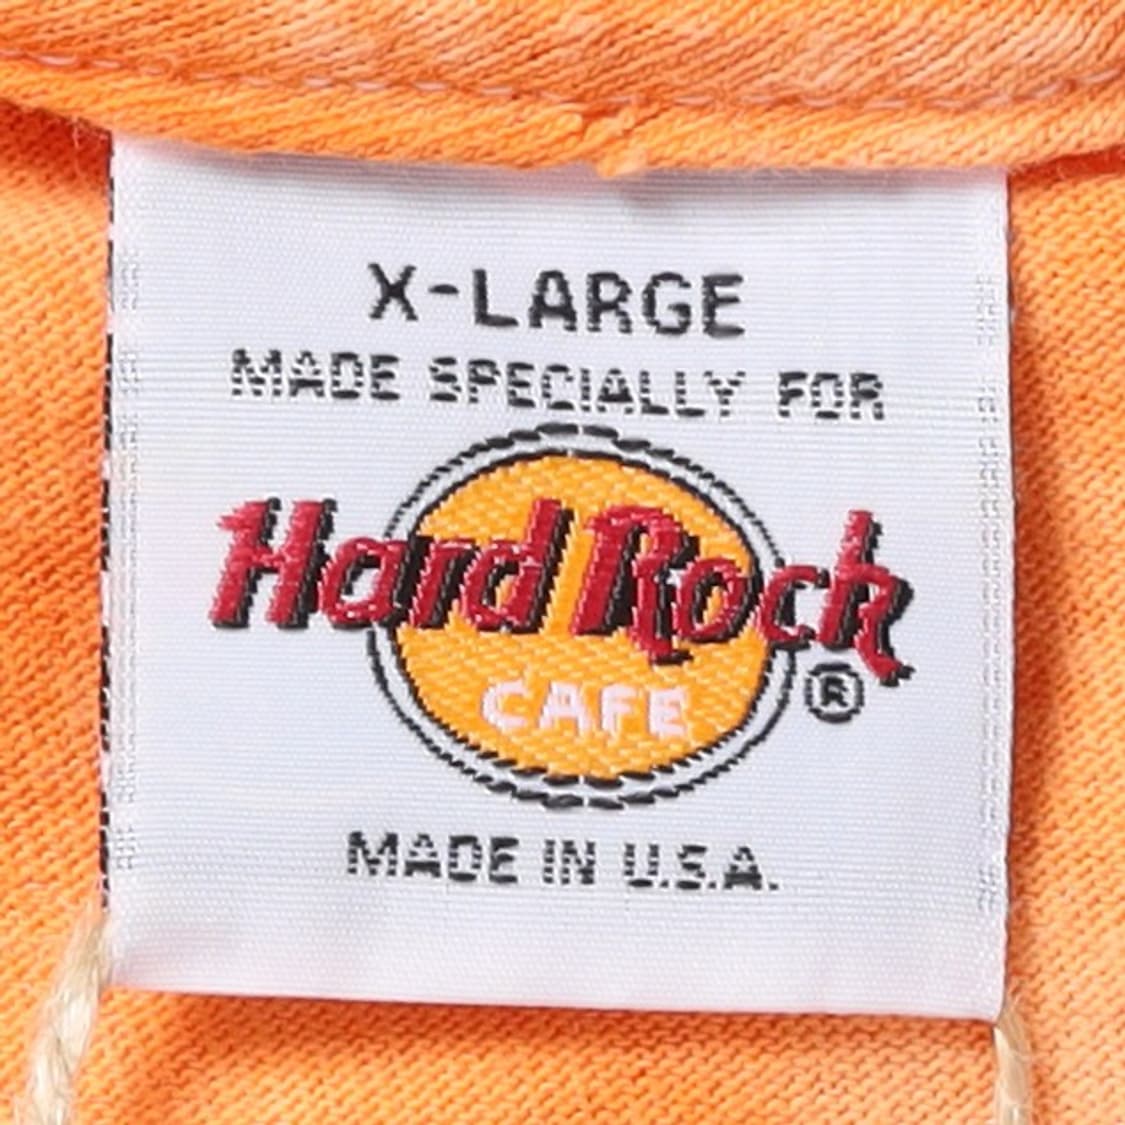 X-LARGE
MADE SPECIALLY FOR
Hard Rock
CAFE
®
MADE IN U.S.A.